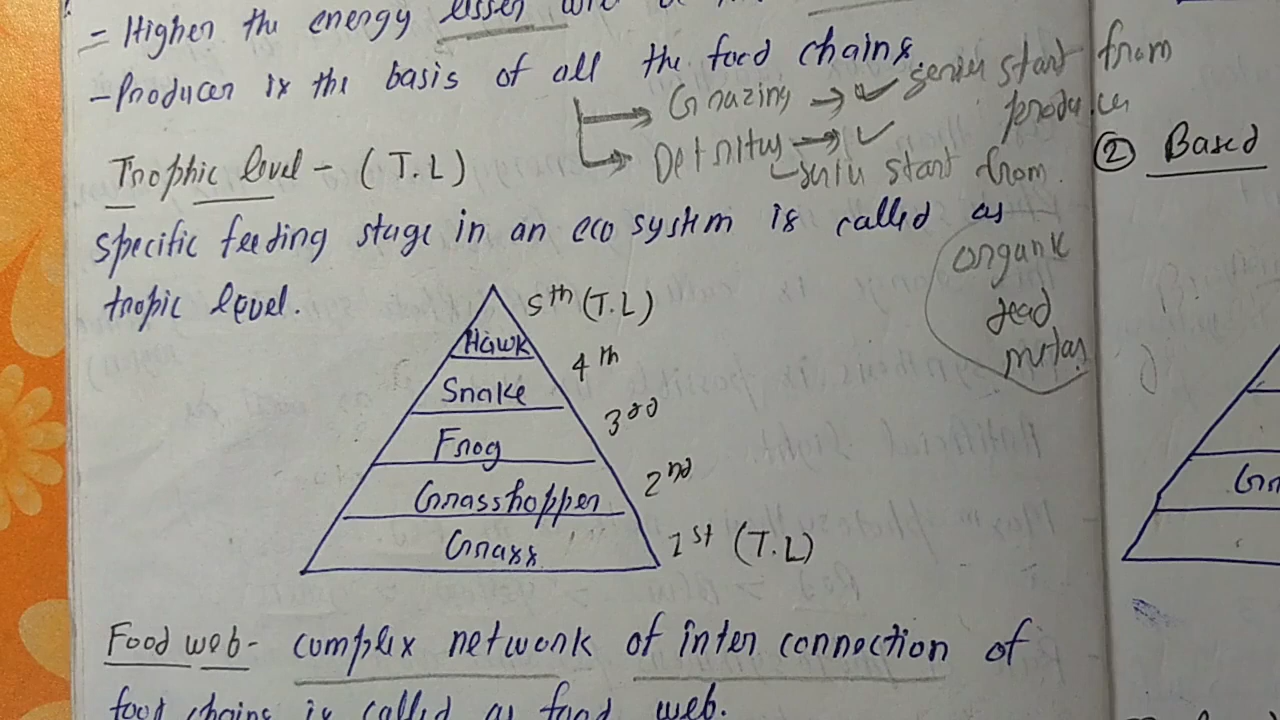 = Higher the energy lesser
- Producer is the basis of all the food chains.
→ Grazing → ✓ series start from
producer
→ Detritus → ✓
series start from
organic
dead
Trophic level - (T.L)
specific feeding stage in an eco system is called as
tropic level.
5th (T.L)
Hawk
4th
Snake
3rd
Frog
2nd
Grasshopper
1st (T.L)
Grass
Food web - complex network of inter connection of
food chains is called as food web.
② Based